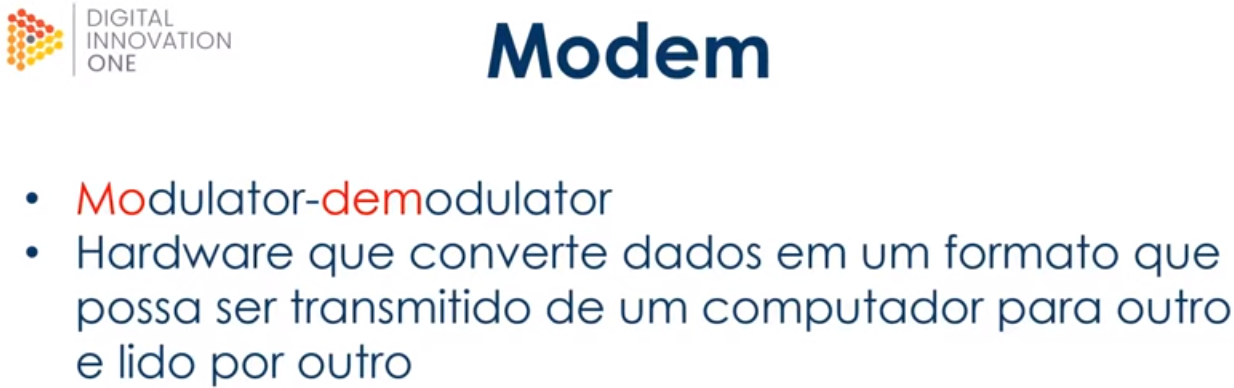 DIGITAL
INNOVATION
ONE
Modem
• Modulator-demodulator
• Hardware que converte dados em um formato que
possa ser transmitido de um computador para outro
e lido por outro